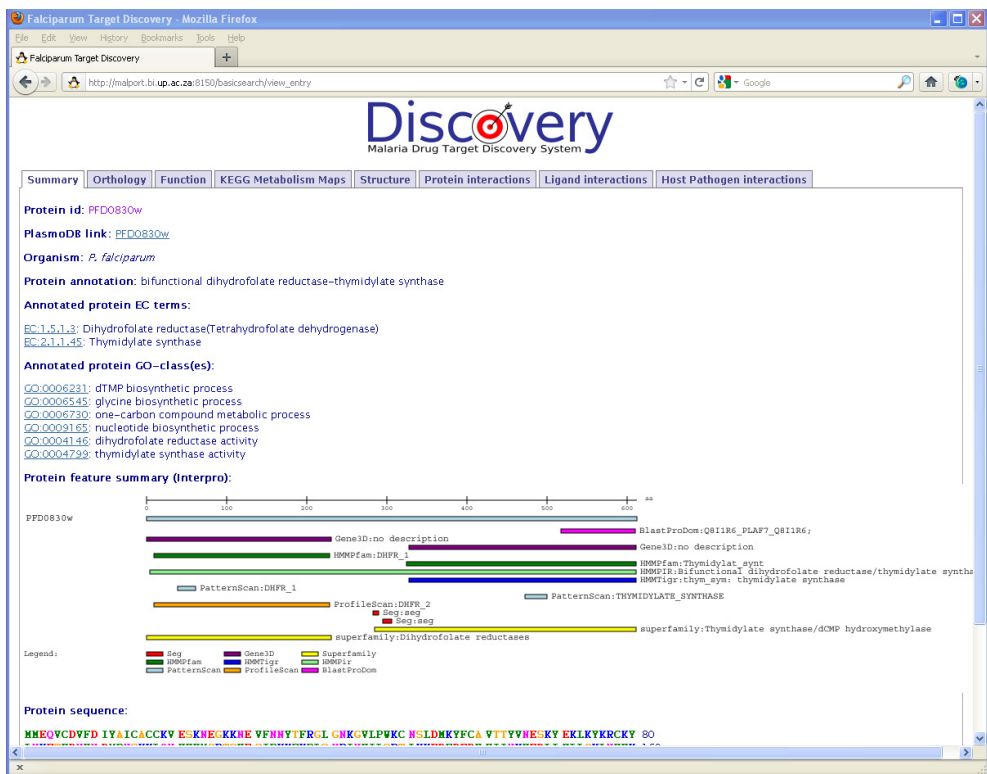 Falciparum Target Discovery - Mozilla Firefox
File Edit View History Bookmarks Tools Help
Falciparum Target Discovery
http://malport.bi.up.ac.za:8150/basicsearch/view_entry
Google
Discovery
Malaria Drug Target Discovery System
Summary Orthology Function KEGG Metabolism Maps Structure Protein interactions Ligand interactions Host Pathogen interactions
Protein id: PFD0830w
PlasmoDB link: PFD0830w
Organism: P. falciparum
Protein annotation: bifunctional dihydrofolate reductase-thymidylate synthase
Annotated protein EC terms:
EC:1.5.1.3: Dihydrofolate reductase(Tetrahydrofolate dehydrogenase)
EC:2.1.1.45: Thymidylate synthase
Annotated protein GO-class(es):
GO:0006231: dTMP biosynthetic process
GO:0006545: glycine biosynthetic process
GO:0006730: one-carbon compound metabolic process
GO:0009165: nucleotide biosynthetic process
GO:0004146: dihydrofolate reductase activity
GO:0004799: thymidylate synthase activity
Protein feature summary (Interpro):
0 100 200 300 400 500 600 aa
PFD0830w
BlastProDom:Q8I1R6_PLAF7_Q8I1R6;
Gene3D:no description
Gene3D:no description
HMMPfam:DHFR_1
HMMPfam:Thymidylat_synt
HMMPIR:Bifunctional dihydrofolate reductase/thymidylate syntha
HMMTigr:thym_sym: thymidylate synthase
PatternScan:DHFR_1
PatternScan:THYMIDYLATE_SYNTHASE
ProfileScan:DHFR_2
Seg:seg
Seg:seg
superfamily:Thymidylate synthase/dCMP hydroxymethylase
superfamily:Dihydrofolate reductases
Legend:
Seg Gene3D Superfamily
HMMPfam HMMTigr HMMPir
PatternScan ProfileScan BlastProDom
Protein sequence:
MMEQVCDVFD IYAICACCKV ESKNEGKKNE VFNNYTFRGL GNKGVLPWKC NSLDMKYFCA VTTYVNESKY EKLKYKRCKY 80